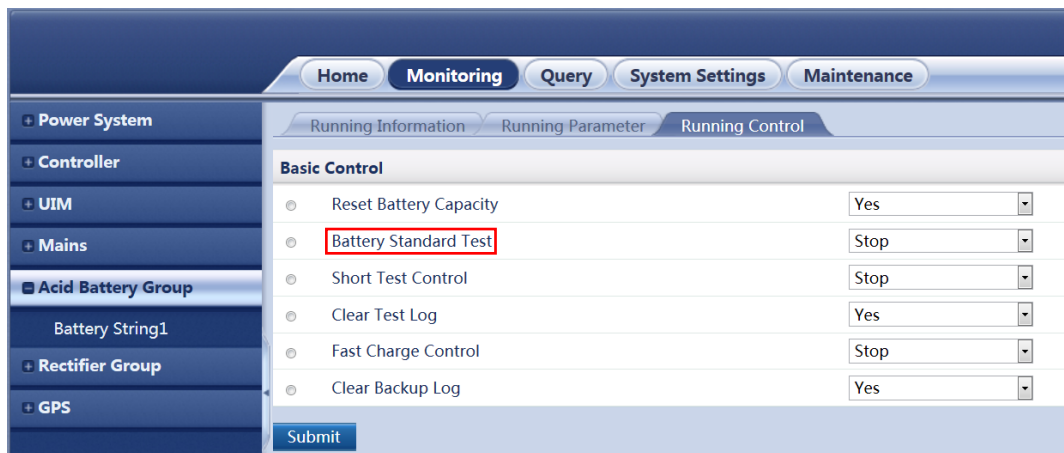 Home Monitoring Query System Settings Maintenance
Power System
Controller
UIM
Mains
Acid Battery Group
Battery String1
Rectifier Group
GPS
Running Information Running Parameter Running Control
Basic Control
Reset Battery Capacity Yes
Battery Standard Test Stop
Short Test Control Stop
Clear Test Log Yes
Fast Charge Control Stop
Clear Backup Log Yes
Submit